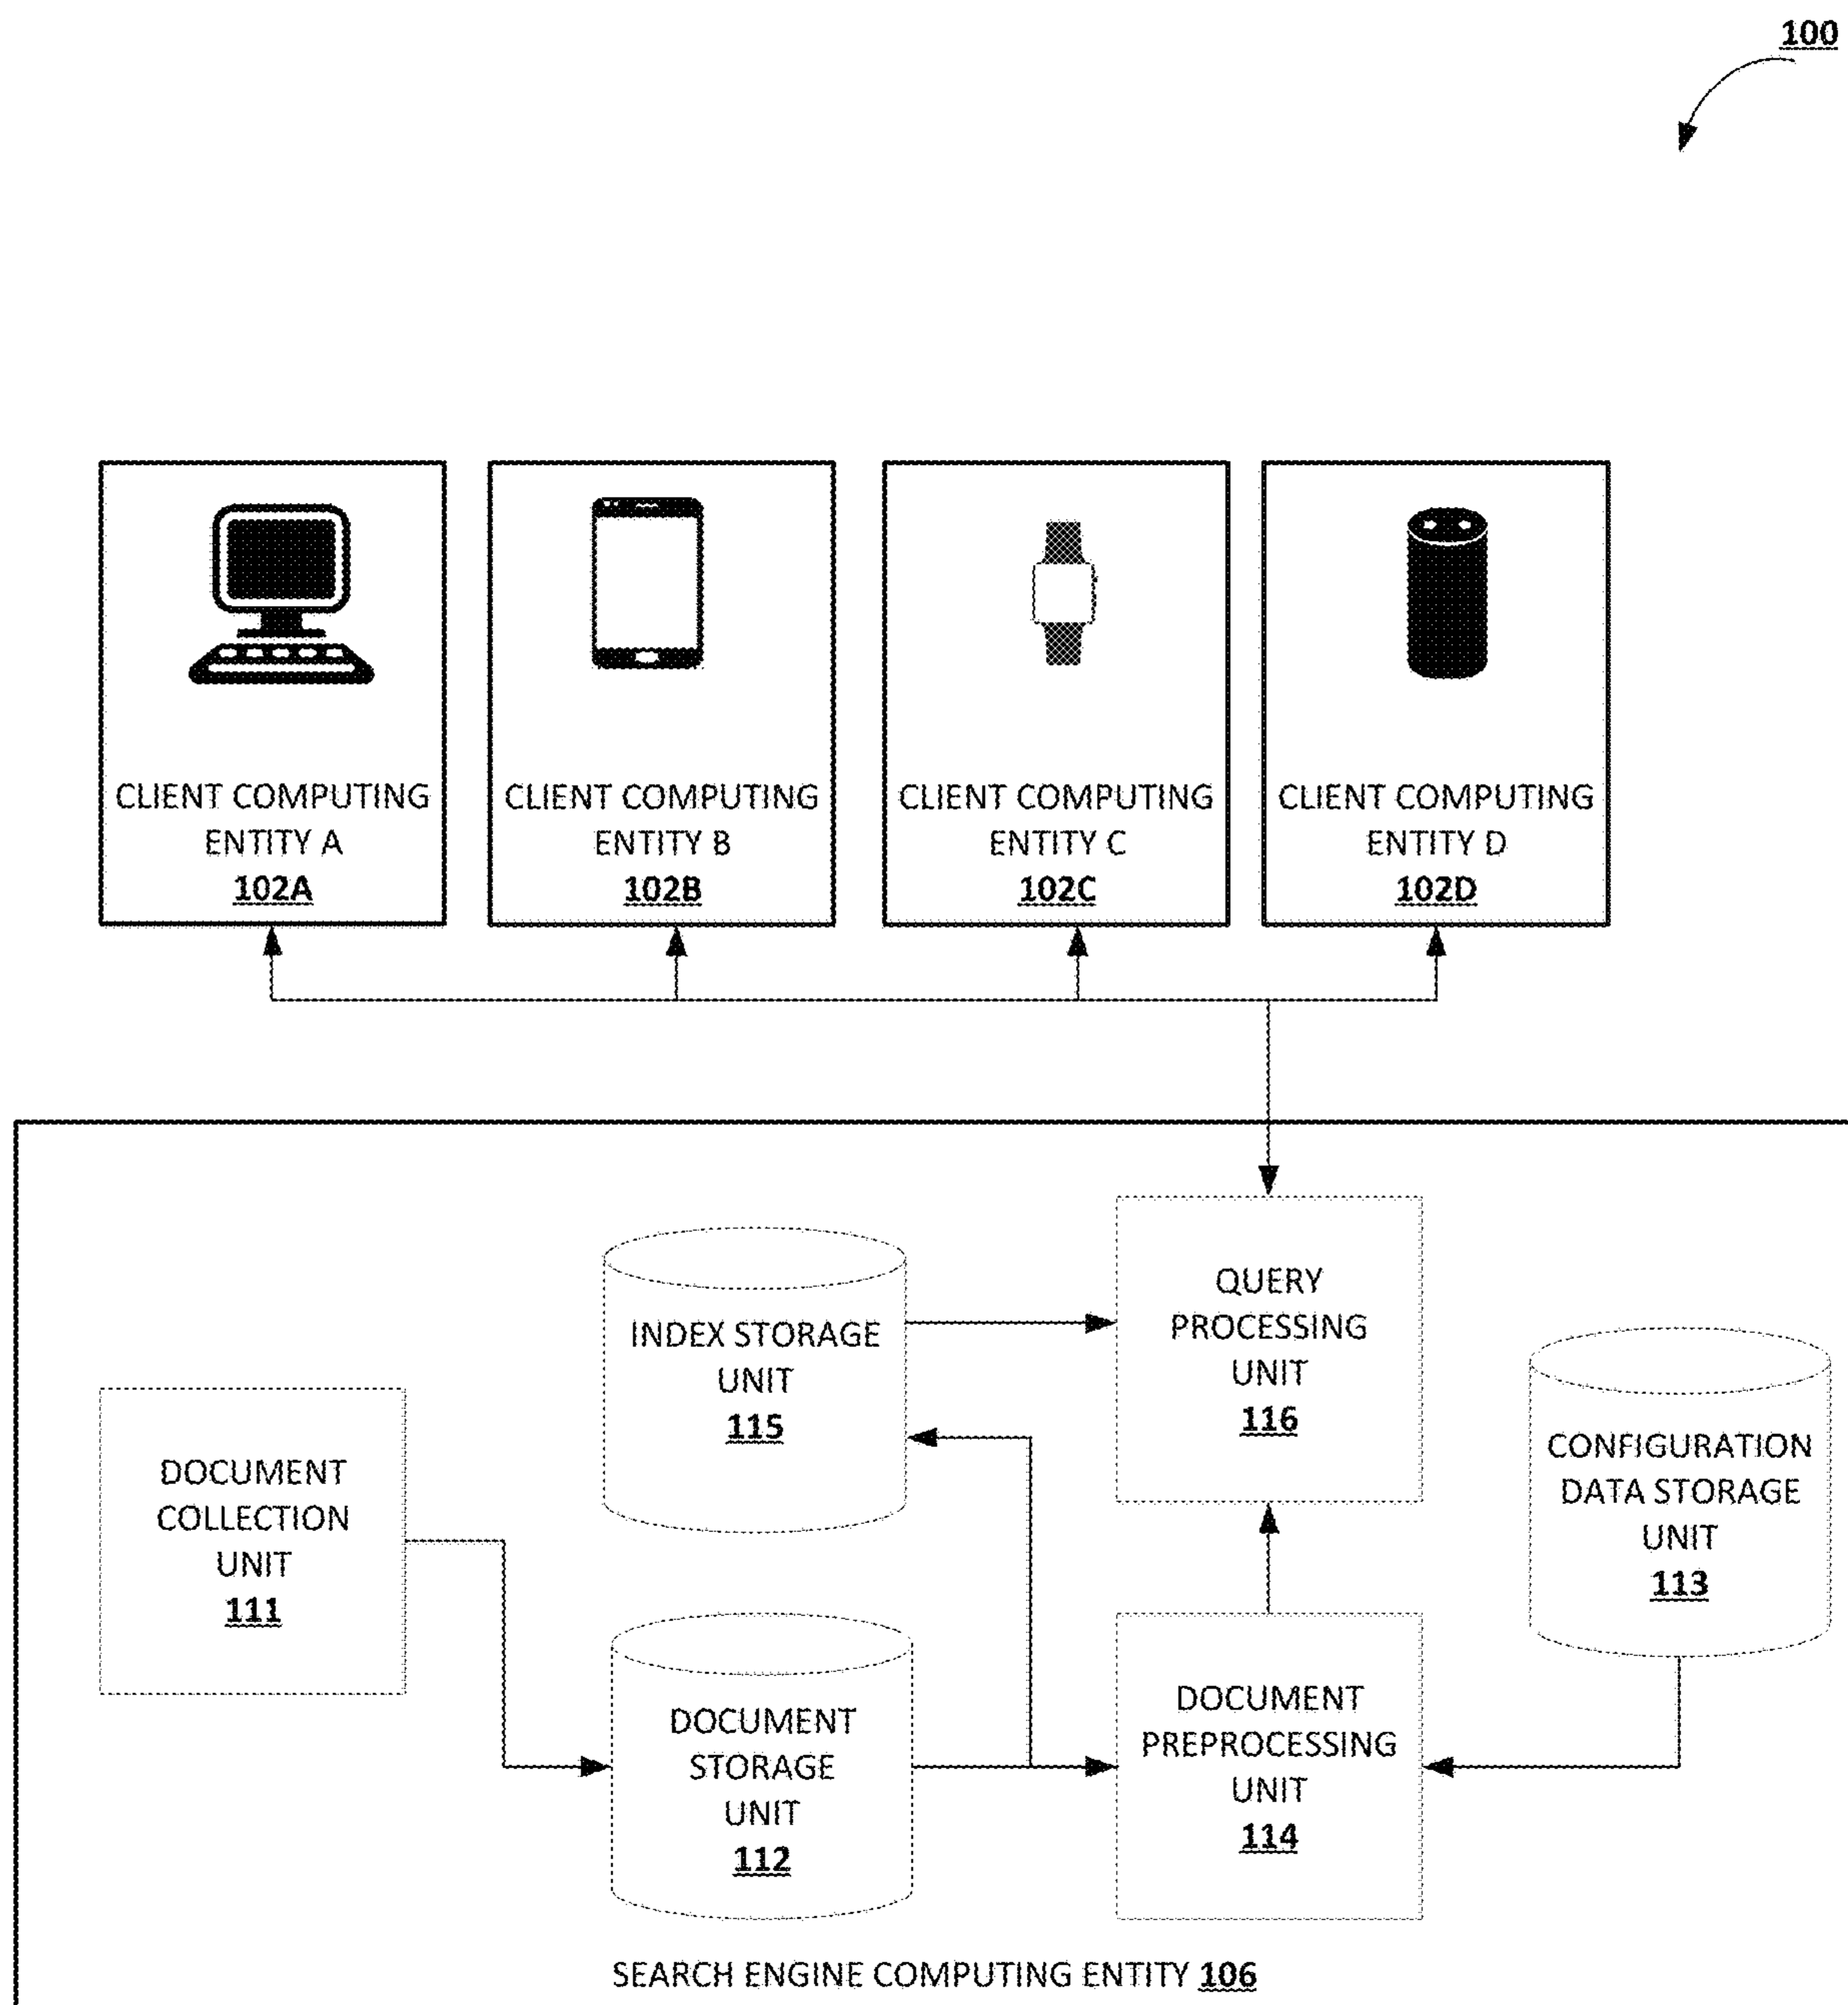 100
CLIENT COMPUTING
ENTITY A
102A
CLIENT COMPUTING
ENTITY B
102B
CLIENT COMPUTING
ENTITY C
102C
CLIENT COMPUTING
ENTITY D
102D
INDEX STORAGE
UNIT
115
QUERY
PROCESSING
UNIT
116
CONFIGURATION
DATA STORAGE
UNIT
113
DOCUMENT
COLLECTION
UNIT
111
DOCUMENT
STORAGE
UNIT
112
DOCUMENT
PREPROCESSING
UNIT
114
SEARCH ENGINE COMPUTING ENTITY 106